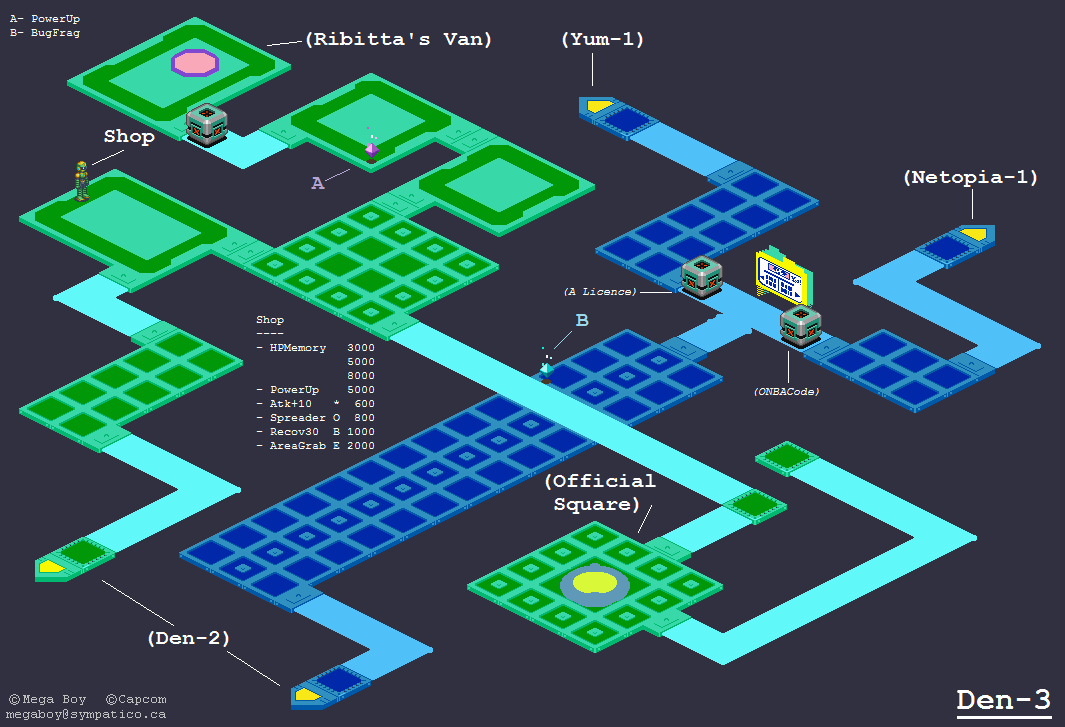 A- PowerUp
B- BugFrag
(Ribitta's Van)
(Yum-1)
Shop
A
(Netopia-1)
(A Licence)
B
(ONBACode)
Shop
----
- HPMemory 3000
5000
8000
- PowerUp 5000
- Atk+10 * 600
- Spreader O 800
- Recov30 B 1000
- AreaGrab E 2000
(Official
Square)
(Den-2)
©Mega Boy ©Capcom
megaboy@sympatico.ca
Den-3